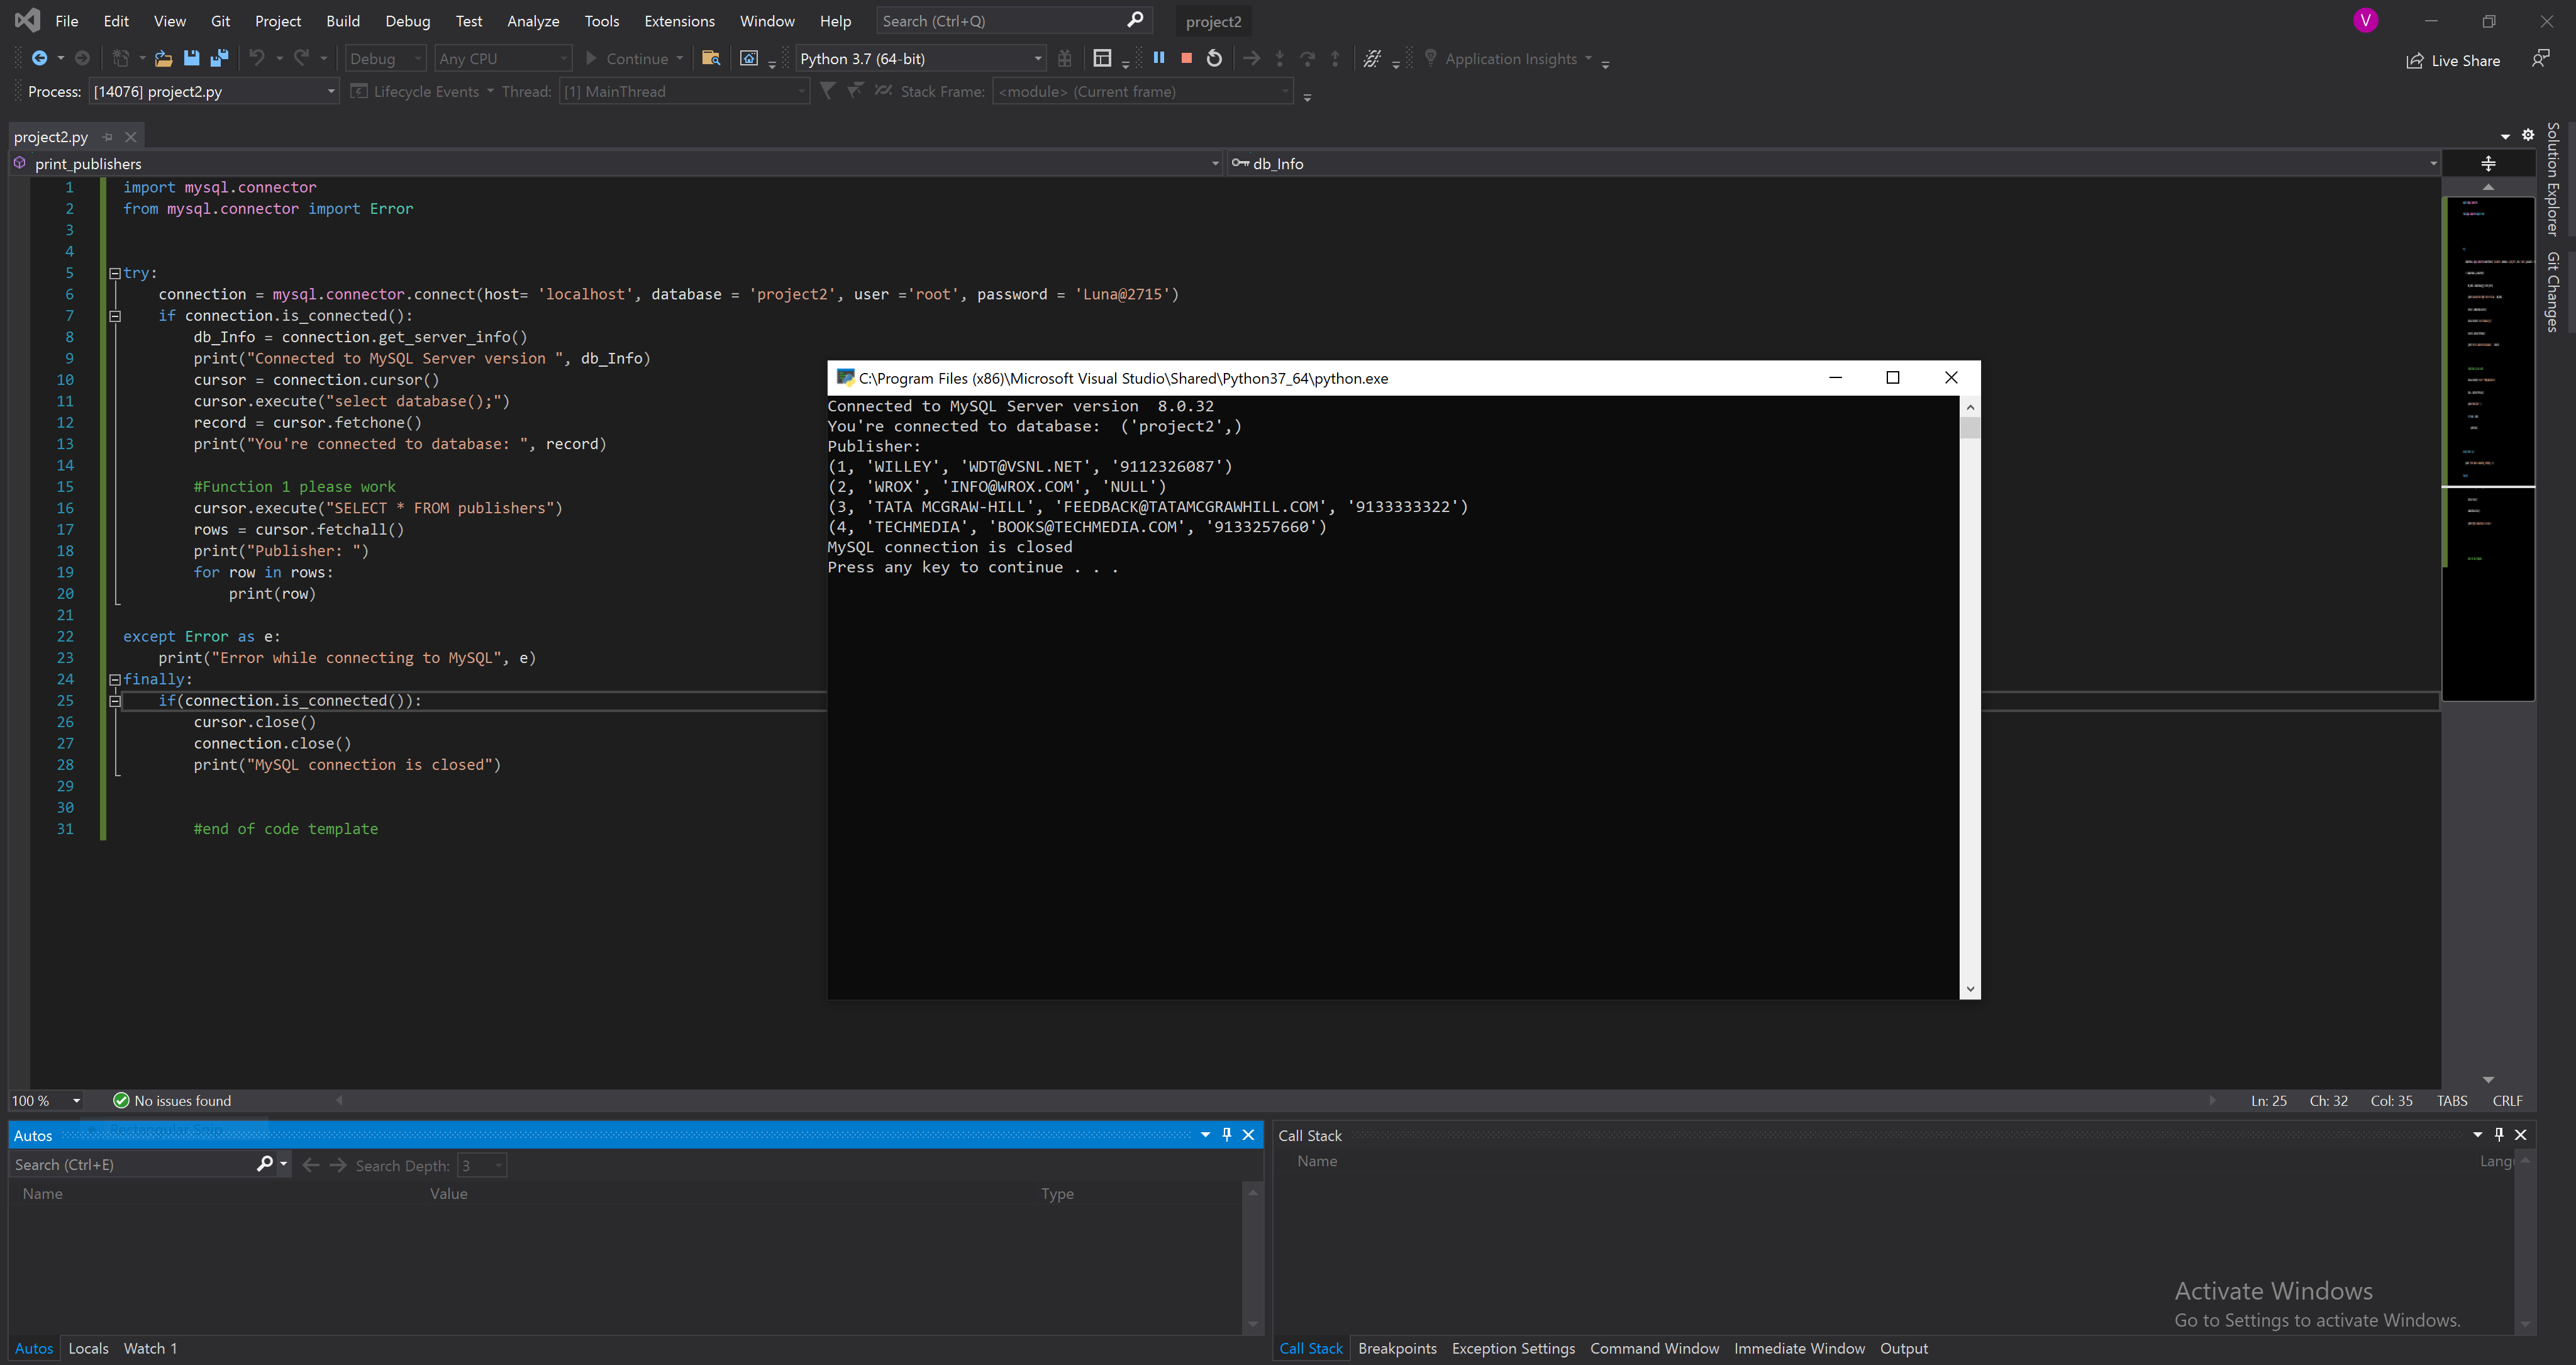 File Edit View Git Project Build Debug Test Analyze Tools Extensions Window Help Search (Ctrl+Q) project2 V
Debug Any CPU Continue Python 3.7 (64-bit) Application Insights Live Share
Process: [14076] project2.py Lifecycle Events Thread: [1] MainThread Stack Frame: <module> (Current frame)
project2.py
print_publishers db_Info
1 import mysql.connector
2 from mysql.connector import Error
3
4
5 try:
6 connection = mysql.connector.connect(host= 'localhost', database = 'project2', user ='root', password = 'Luna@2715')
7 if connection.is_connected():
8 db_Info = connection.get_server_info()
9 print("Connected to MySQL Server version ", db_Info)
10 cursor = connection.cursor()
11 cursor.execute("select database();")
12 record = cursor.fetchone()
13 print("You're connected to database: ", record)
14
15 #Function 1 please work
16 cursor.execute("SELECT * FROM publishers")
17 rows = cursor.fetchall()
18 print("Publisher: ")
19 for row in rows:
20 print(row)
21
22 except Error as e:
23 print("Error while connecting to MySQL", e)
24 finally:
25 if(connection.is_connected()):
26 cursor.close()
27 connection.close()
28 print("MySQL connection is closed")
29
30
31 #end of code template
C:\Program Files (x86)\Microsoft Visual Studio\Shared\Python37_64\python.exe
Connected to MySQL Server version  8.0.32
You're connected to database:  ('project2',)
Publisher:
(1, 'WILLEY', 'WDT@VSNL.NET', '9112326087')
(2, 'WROX', 'INFO@WROX.COM', 'NULL')
(3, 'TATA MCGRAW-HILL', 'FEEDBACK@TATAMCGRAWHILL.COM', '9133333322')
(4, 'TECHMEDIA', 'BOOKS@TECHMEDIA.COM', '9133257660')
MySQL connection is closed
Press any key to continue . . .
Solution Explorer
Git Changes
100 % No issues found Ln: 25 Ch: 32 Col: 35 TABS CRLF
Autos
Search (Ctrl+E) Search Depth: 3
Name Value Type
Autos Locals Watch 1
Call Stack
Name Langu
Activate Windows
Go to Settings to activate Windows.
Call Stack Breakpoints Exception Settings Command Window Immediate Window Output